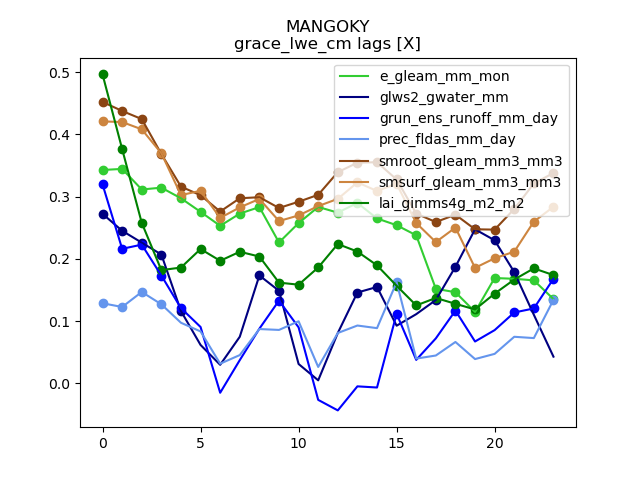 MANGOKY
grace_lwe_cm lags [X]
e_gleam_mm_mon
glws2_gwater_mm
grun_ens_runoff_mm_day
prec_fldas_mm_day
smroot_gleam_mm3_mm3
smsurf_gleam_mm3_mm3
lai_gimms4g_m2_m2
0.5
0.4
0.3
0.2
0.1
0.0
0 5 10 15 20